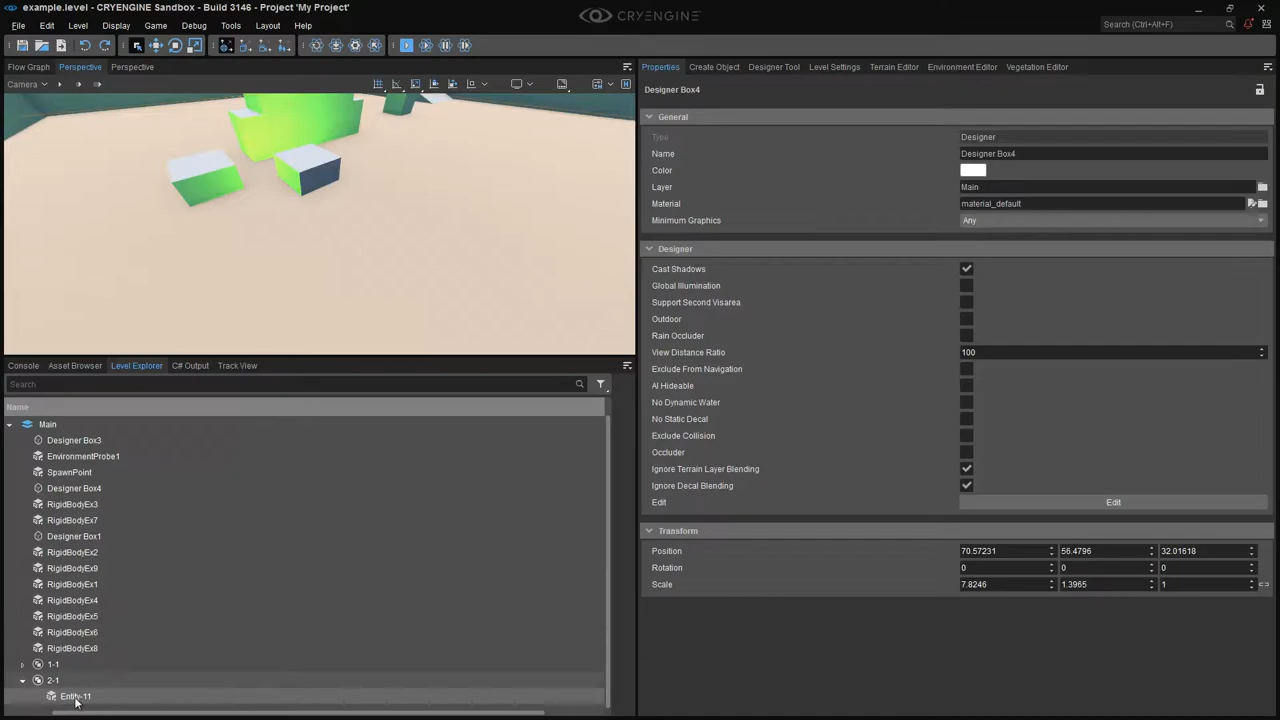 example.level - CRYENGINE Sandbox - Build 3146 - Project 'My Project'
CRYENGINE
File Edit Level Display Game Debug Tools Layout Help
Search (Ctrl+Alt+F)
Flow Graph Perspective Perspective
Camera
Properties Create Object Designer Tool Level Settings Terrain Editor Environment Editor Vegetation Editor
Designer Box4
General
Type Designer
Name Designer Box4
Color
Layer Main
Material material_default
Minimum Graphics Any
Designer
Cast Shadows
Global Illumination
Support Second Visarea
Outdoor
Rain Occluder
View Distance Ratio 100
Exclude From Navigation
AI Hideable
No Dynamic Water
No Static Decal
Exclude Collision
Occluder
Ignore Terrain Layer Blending
Ignore Decal Blending
Edit Edit
Transform
Position 70.57231 56.4796 32.01618
Rotation 0 0 0
Scale 7.8246 1.3965 1
Console Asset Browser Level Explorer C# Output Track View
Search
Name
Main
Designer Box3
EnvironmentProbe1
SpawnPoint
Designer Box4
RigidBodyEx3
RigidBodyEx7
Designer Box1
RigidBodyEx2
RigidBodyEx9
RigidBodyEx1
RigidBodyEx4
RigidBodyEx5
RigidBodyEx6
RigidBodyEx8
1-1
2-1
Entity-11